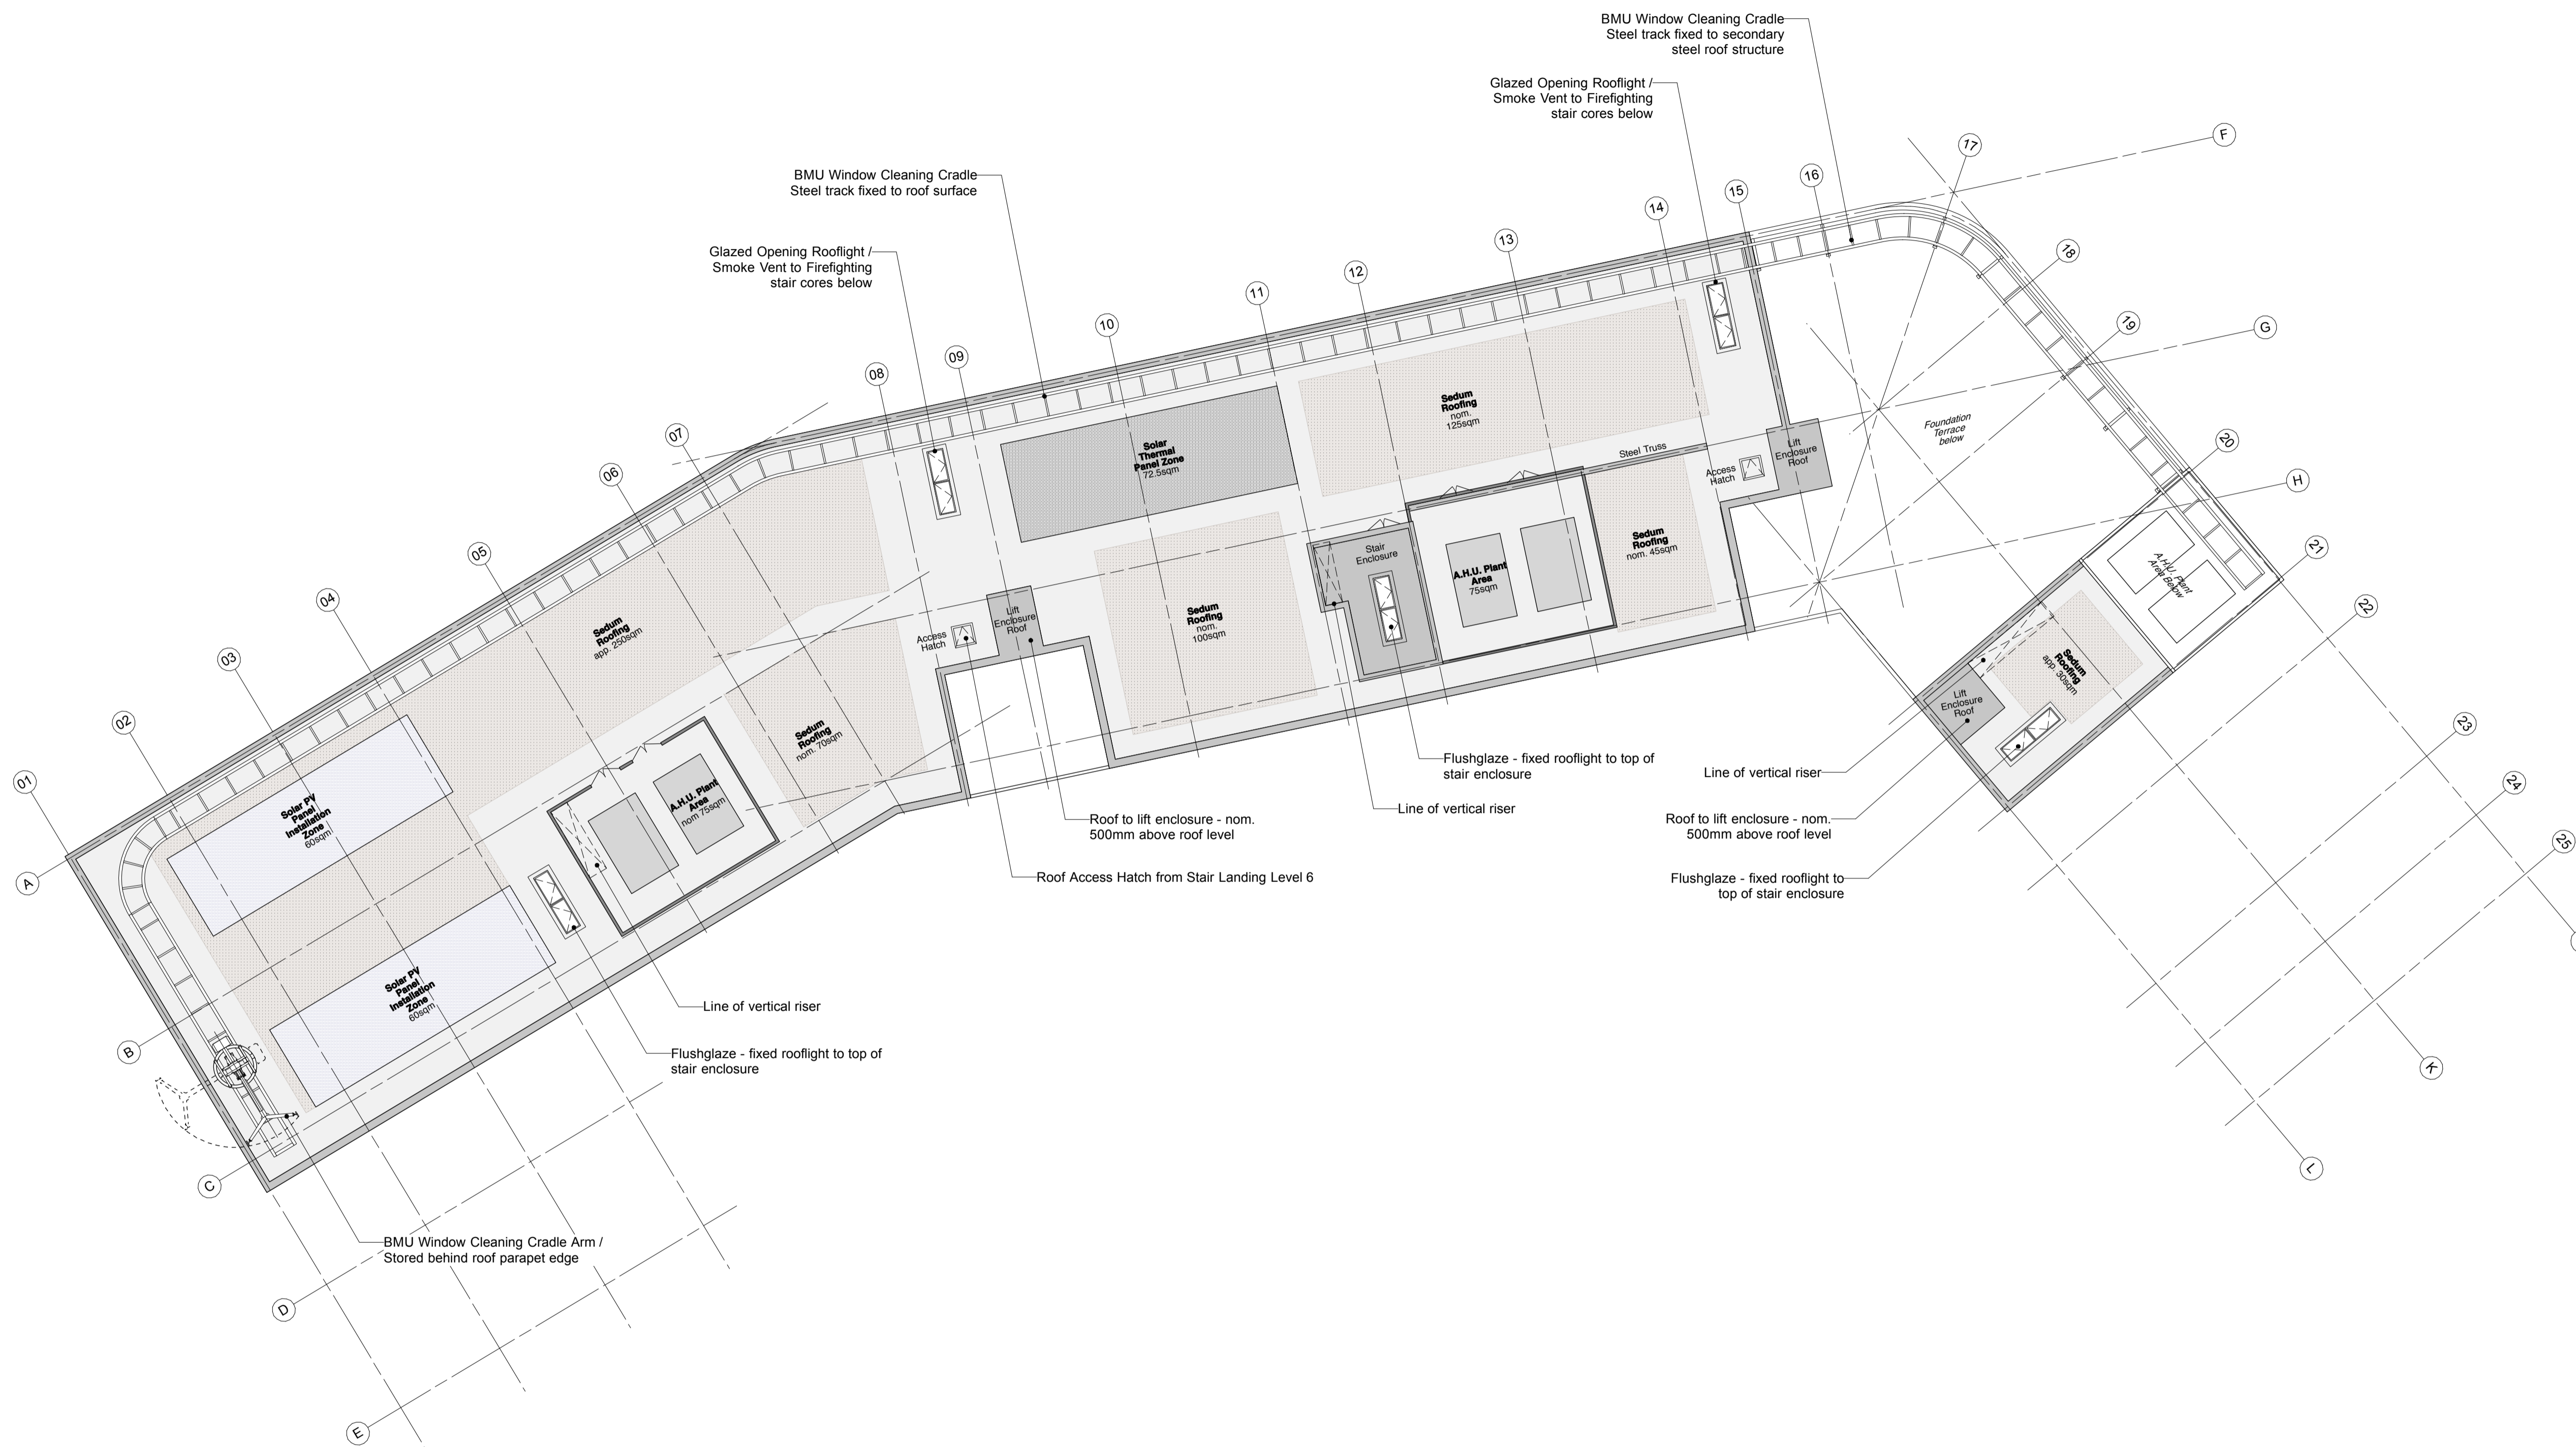 BMU Window Cleaning Cradle
Steel track fixed to secondary
steel roof structure
Glazed Opening Rooflight /
Smoke Vent to Firefighting
stair cores below
BMU Window Cleaning Cradle
Steel track fixed to roof surface
Glazed Opening Rooflight /
Smoke Vent to Firefighting
stair cores below
01
02
03
04
05
06
07
08
09
10
11
12
13
14
15
16
17
18
19
20
21
22
23
24
25
A
B
C
D
E
F
G
H
K
L
Solar PV
Panel
Installation
Zone
60sqm
Solar PV
Panel
Installation
Zone
60sqm
Sedum
Roofing
app. 250sqm
Sedum
Roofing
nom. 70sqm
A.H.U. Plant
Area
nom 75sqm
Access
Hatch
Lift
Enclosure
Roof
Solar
Thermal
Panel Zone
72.5sqm
Sedum
Roofing
nom.
100sqm
Sedum
Roofing
nom.
125sqm
Stair
Enclosure
A.H.U. Plant
Area
75sqm
Steel Truss
Sedum
Roofing
nom. 45sqm
Access
Hatch
Lift
Enclosure
Roof
Foundation
Terrace
below
A.H.U. Plant
Area Below
Sedum
Roofing
app. 30sqm
Lift
Enclosure
Roof
Flushglaze - fixed rooflight to top of
stair enclosure
Line of vertical riser
Roof to lift enclosure - nom.
500mm above roof level
Roof Access Hatch from Stair Landing Level 6
Line of vertical riser
Roof to lift enclosure - nom.
500mm above roof level
Flushglaze - fixed rooflight to
top of stair enclosure
Line of vertical riser
Flushglaze - fixed rooflight to top of
stair enclosure
BMU Window Cleaning Cradle Arm /
Stored behind roof parapet edge